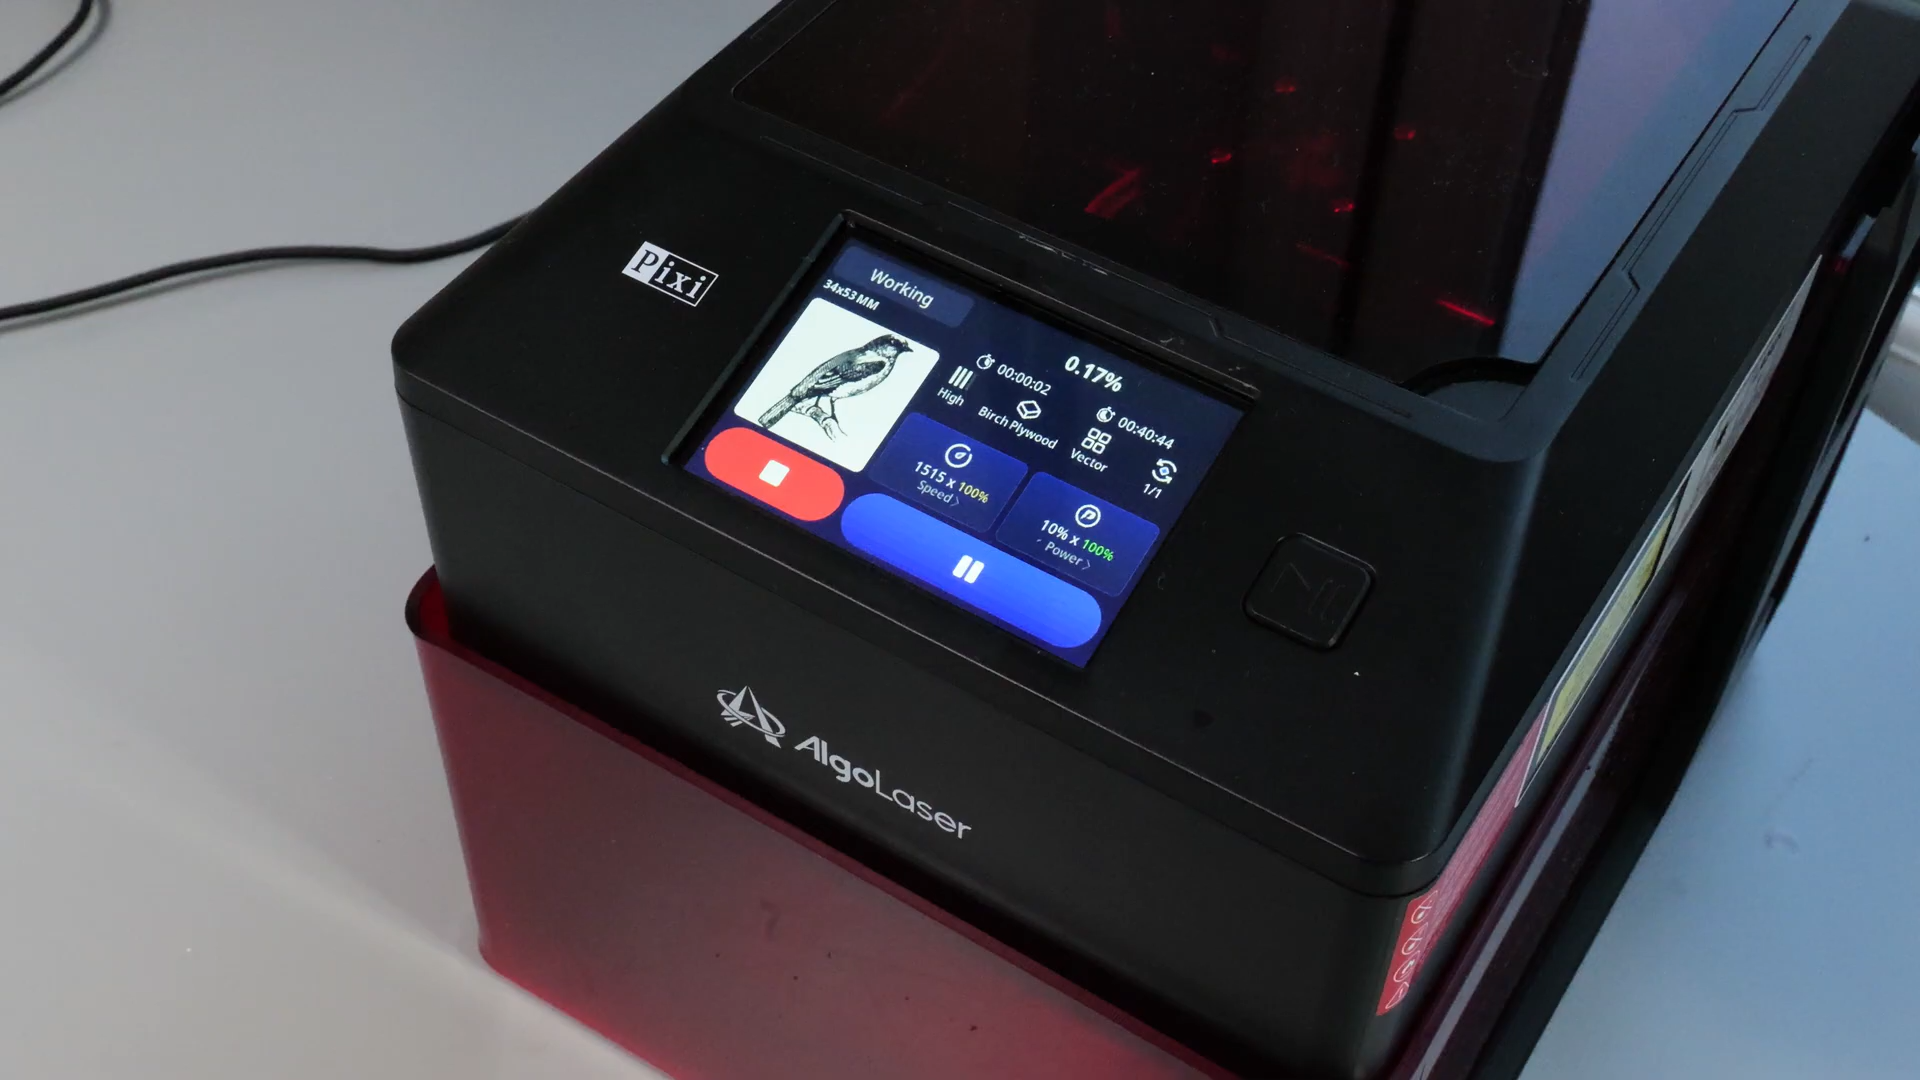 Pixi
Working
34x53 MM
0.17%
00:00:02
00:40:44
High
Birch Plywood
Vector
1/1
1515 x 100%
Speed >
10% x 100%
Power >
AlgoLaser